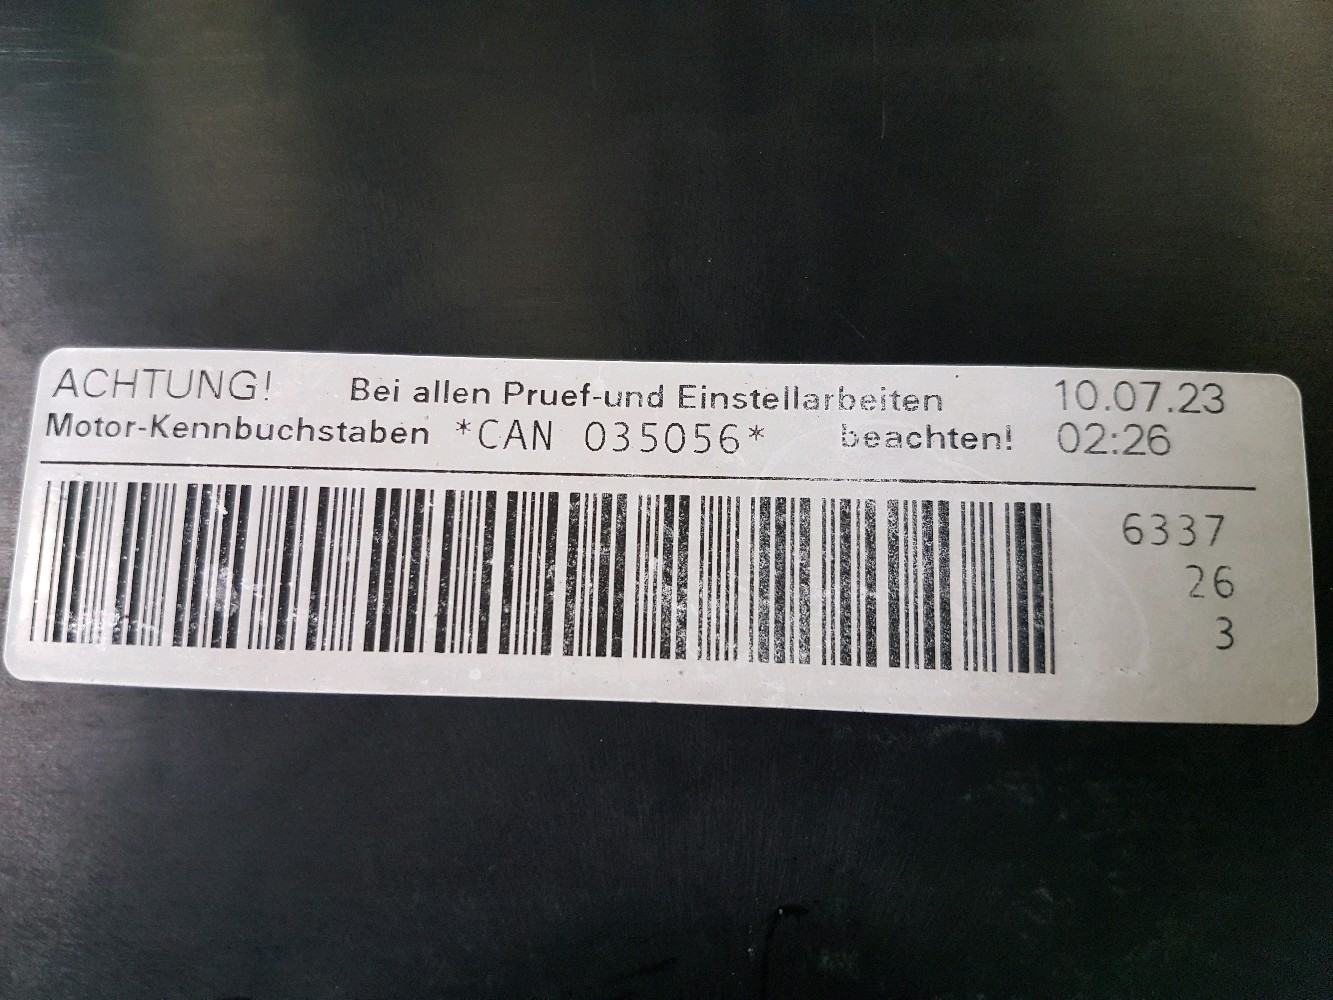 ACHTUNG! Bei allen Pruef-und Einstellarbeiten 10.07.23
Motor-Kennbuchstaben *CAN 035056* beachten! 02:26
6337
26
3